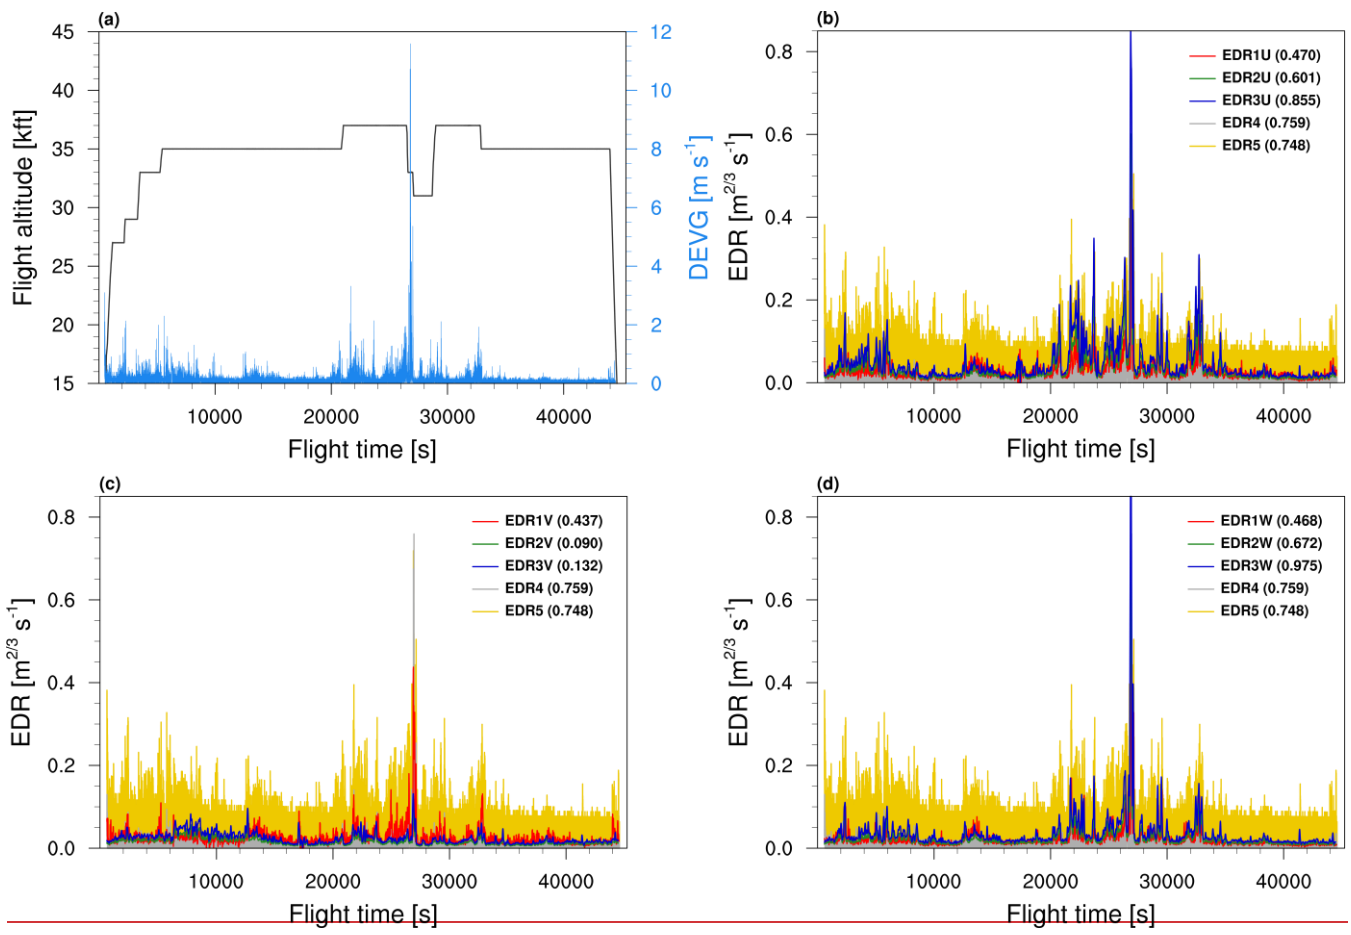 (a)
45
40
35
30
25
20
15
Flight altitude [kft]
12
10
8
6
4
2
0
DEVG [m s-1]
10000 20000 30000 40000
Flight time [s]
(b)
EDR1U (0.470)
EDR2U (0.601)
EDR3U (0.855)
EDR4 (0.759)
EDR5 (0.748)
0.8
0.6
0.4
0.2
0.0
EDR [m2/3 s-1]
10000 20000 30000 40000
Flight time [s]
(c)
EDR1V (0.437)
EDR2V (0.090)
EDR3V (0.132)
EDR4 (0.759)
EDR5 (0.748)
0.8
0.6
0.4
0.2
0.0
EDR [m2/3 s-1]
10000 20000 30000 40000
Flight time [s]
(d)
EDR1W (0.468)
EDR2W (0.672)
EDR3W (0.975)
EDR4 (0.759)
EDR5 (0.748)
0.8
0.6
0.4
0.2
0.0
EDR [m2/3 s-1]
10000 20000 30000 40000
Flight time [s]